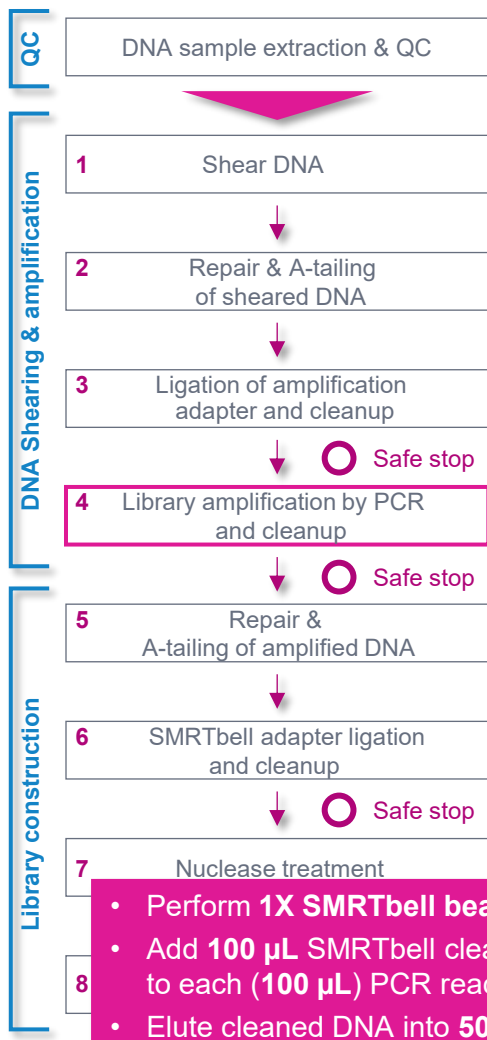 QC
DNA sample extraction & QC
DNA Shearing & amplification
1 Shear DNA
2 Repair & A-tailing
of sheared DNA
3 Ligation of amplification
adapter and cleanup
Safe stop
4 Library amplification by PCR
and cleanup
Safe stop
Library construction
5 Repair &
A-tailing of amplified DNA
6 SMRTbell adapter ligation
and cleanup
Safe stop
7 Nuclease treatment
8
• Perform 1X SMRTbell
• Add 100 µL SMRTbell
to each (100 µL) PCR
• Elute cleaned DNA into 50